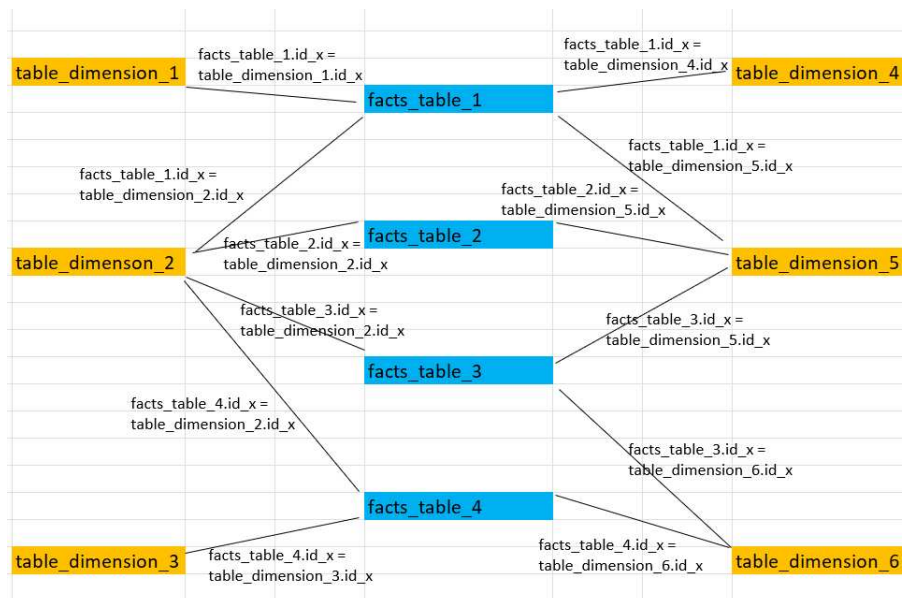 facts_table_1.id_x =
table_dimension_1.id_x
facts_table_1.id_x =
table_dimension_4.id_x
table_dimension_1
table_dimension_4
facts_table_1
facts_table_1.id_x =
table_dimension_5.id_x
facts_table_1.id_x =
table_dimension_2.id_x
facts_table_2.id_x =
table_dimension_5.id_x
facts_table_2
facts_table_2.id_x =
table_dimension_2.id_x
table_dimenson_2
table_dimension_5
facts_table_3.id_x =
table_dimension_2.id_x
facts_table_3.id_x =
table_dimension_5.id_x
facts_table_3
facts_table_4.id_x =
table_dimension_2.id_x
facts_table_3.id_x =
table_dimension_6.id_x
facts_table_4
facts_table_4.id_x =
table_dimension_6.id_x
table_dimension_3
facts_table_4.id_x =
table_dimension_3.id_x
table_dimension_6